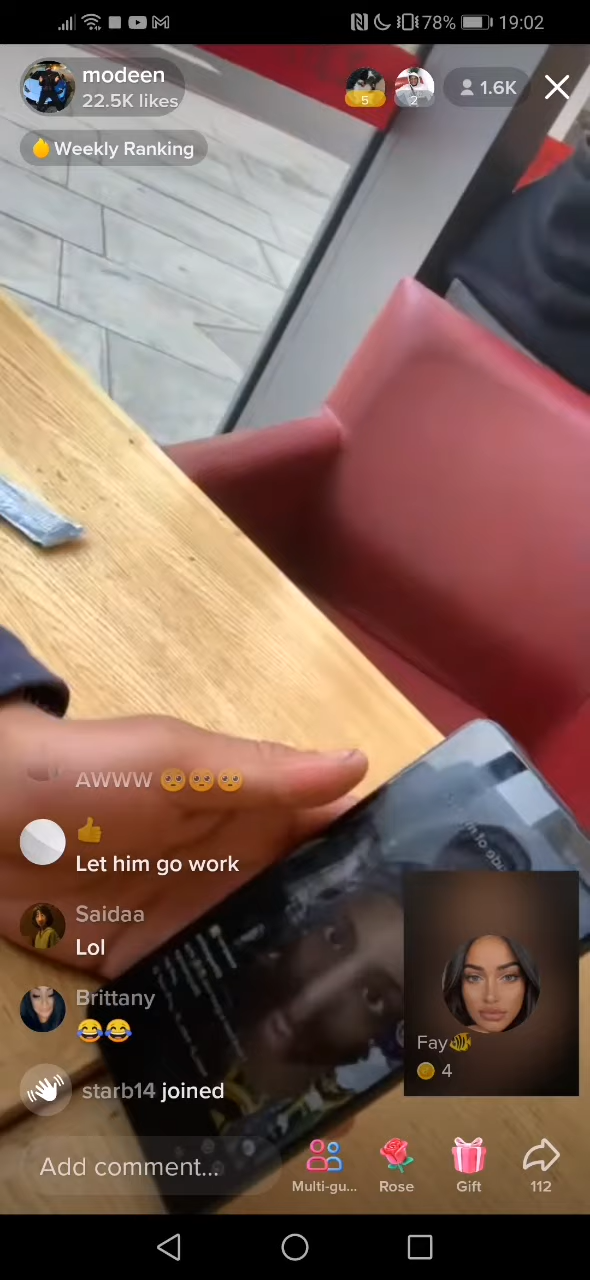 78% 19:02
modeen
22.5K likes
5
2
1.6K
Weekly Ranking
AWWW 🥺🥺🥺
👍
Let him go work
Saidaa
Lol
Brittany
😂😂
starb14 joined
Fay🐠
4
Add comment...
Multi-gu...
Rose
Gift
112